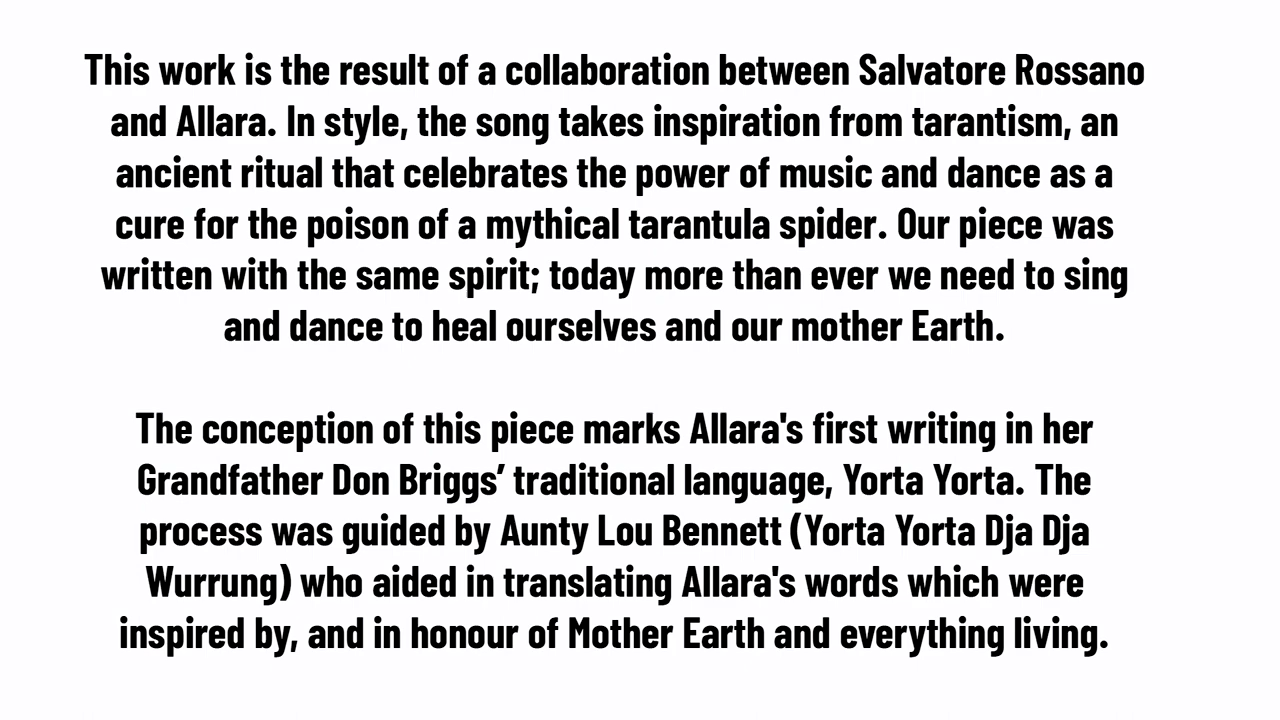 This work is the result of a collaboration between Salvatore Rossano
and Allara. In style, the song takes inspiration from tarantism, an
ancient ritual that celebrates the power of music and dance as a
cure for the poison of a mythical tarantula spider. Our piece was
written with the same spirit; today more than ever we need to sing
and dance to heal ourselves and our mother Earth.
The conception of this piece marks Allara's first writing in her
Grandfather Don Briggs’ traditional language, Yorta Yorta. The
process was guided by Aunty Lou Bennett (Yorta Yorta Dja Dja
Wurrung) who aided in translating Allara's words which were
inspired by, and in honour of Mother Earth and everything living.